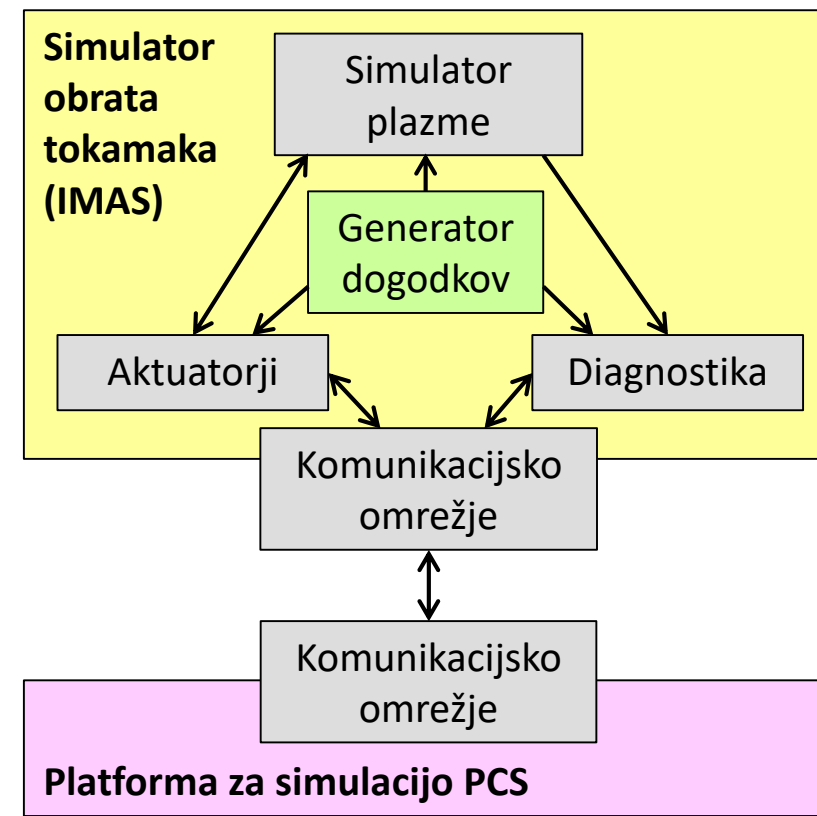 Simulator
obrata
tokamaka
(IMAS)
Simulator
plazme
Generator
dogodkov
Aktuatorji
Diagnostika
Komunikacijsko
omrežje
Komunikacijsko
omrežje
Platforma za simulacijo PCS